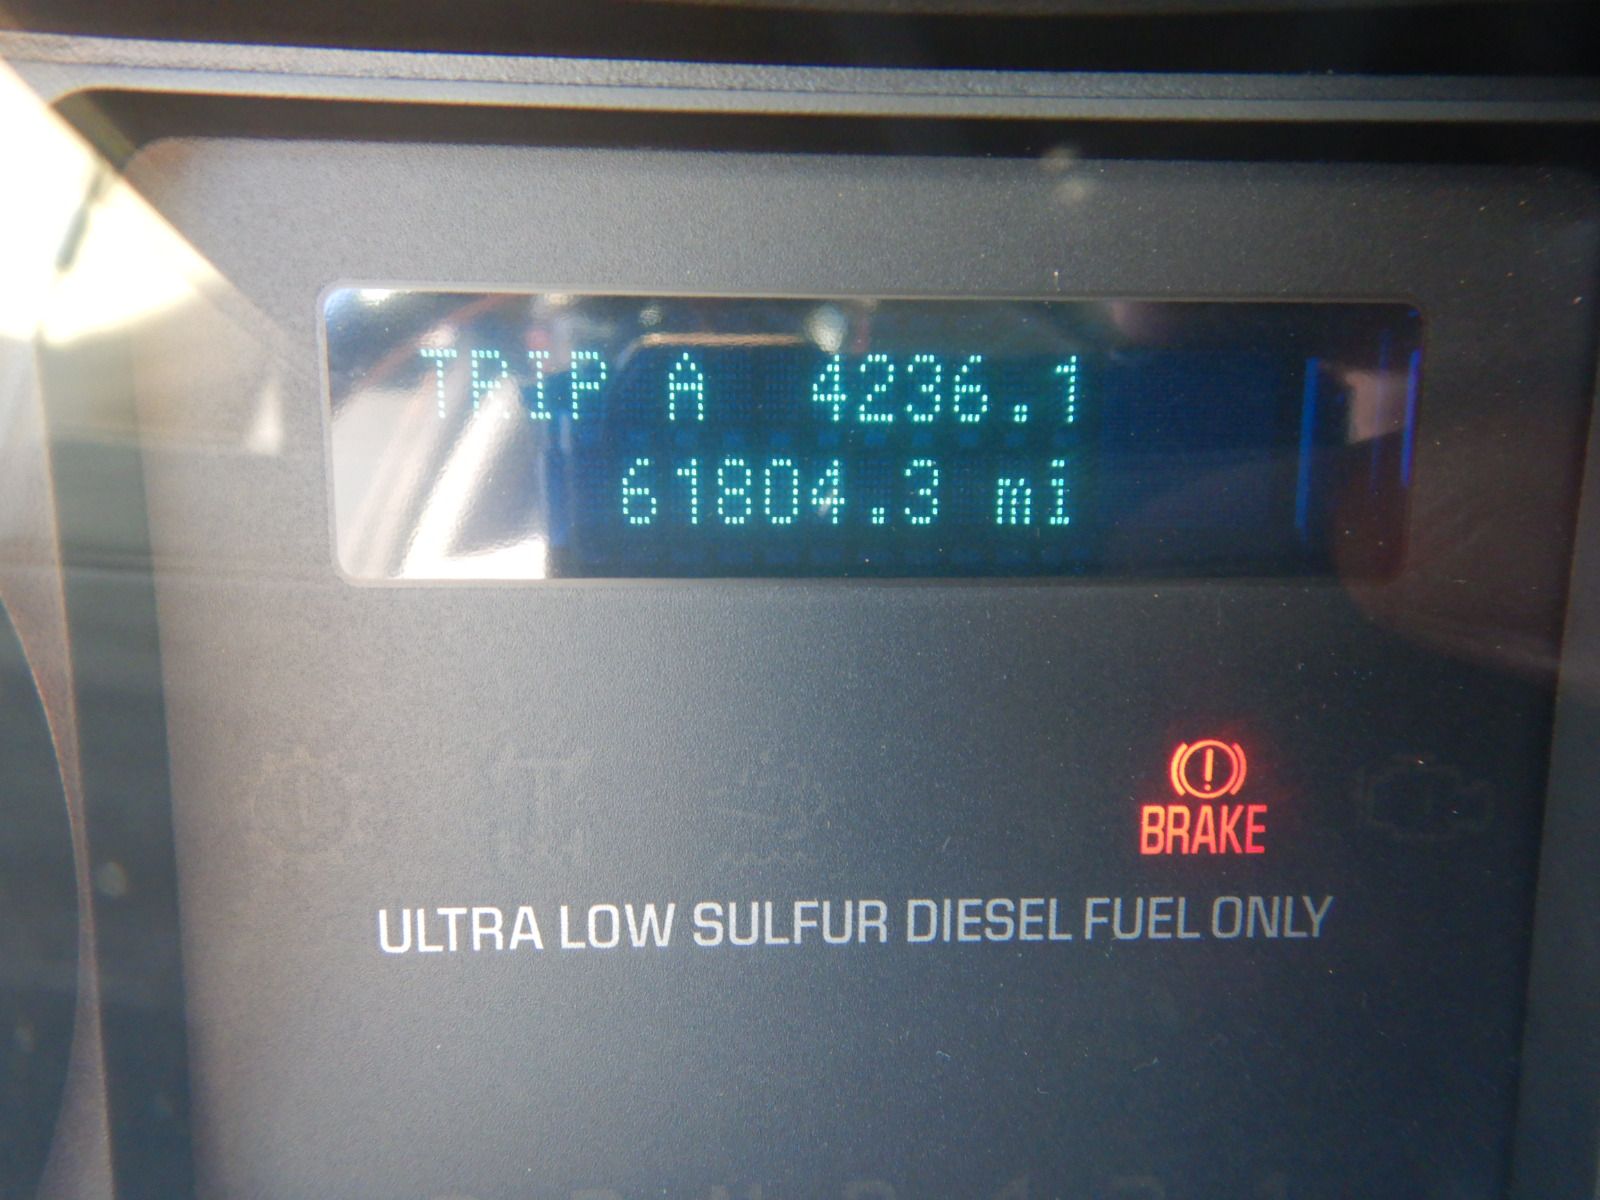 TRIP A 4236.1
61804.3 mi
BRAKE
ULTRA LOW SULFUR DIESEL FUEL ONLY